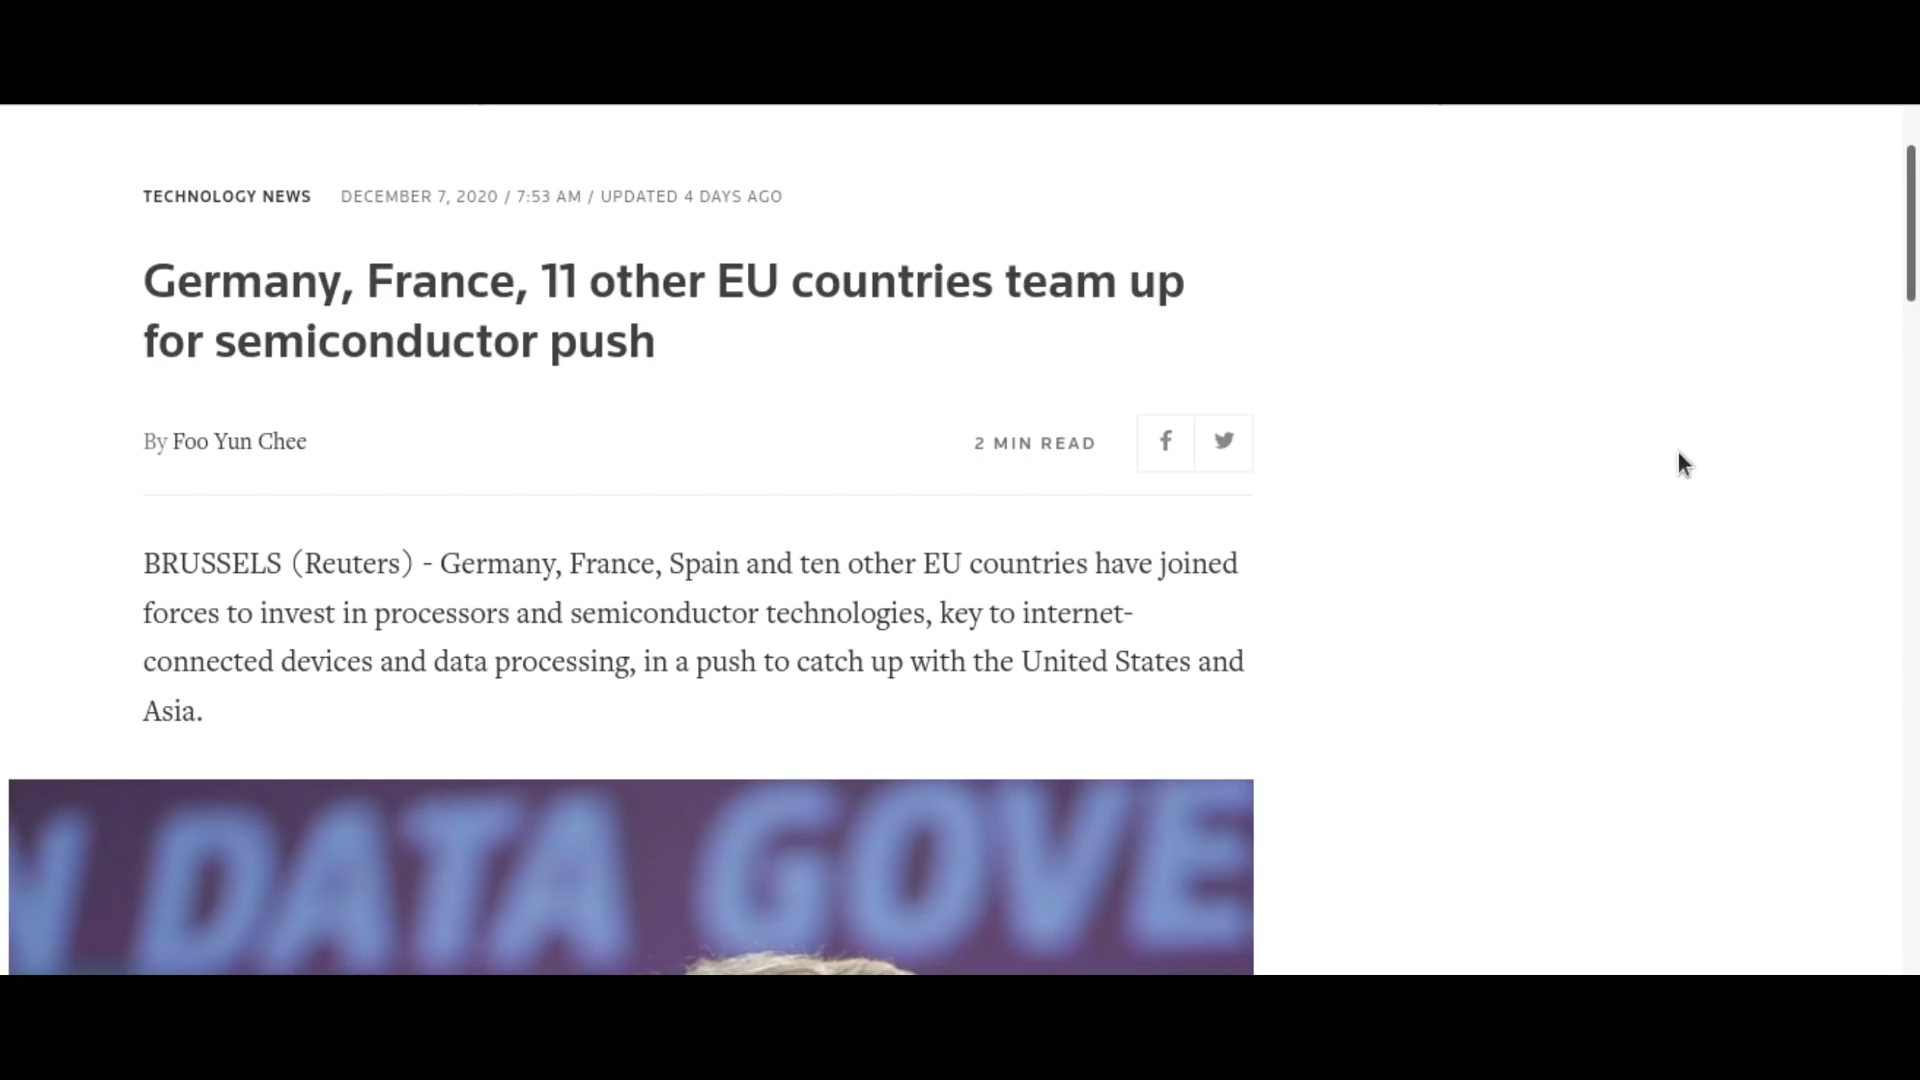 TECHNOLOGY NEWS DECEMBER 7, 2020 / 7:53 AM / UPDATED 4 DAYS AGO
Germany, France, 11 other EU countries team up
for semiconductor push
By Foo Yun Chee 2 MIN READ
BRUSSELS (Reuters) - Germany, France, Spain and ten other EU countries have joined
forces to invest in processors and semiconductor technologies, key to internet-
connected devices and data processing, in a push to catch up with the United States and
Asia.
N DATA GOVE